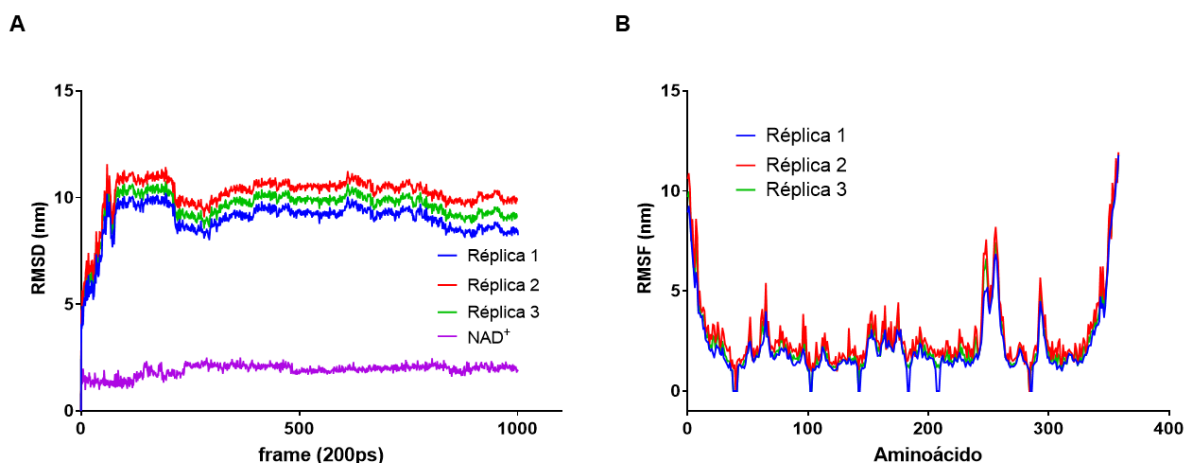 A
RMSD (nm)
15
10
5
0
0
500
1000
frame (200ps)
Réplica 1
Réplica 2
Réplica 3
NAD⁺
B
RMSF (nm)
15
10
5
0
0
100
200
300
400
Aminoácido
Réplica 1
Réplica 2
Réplica 3